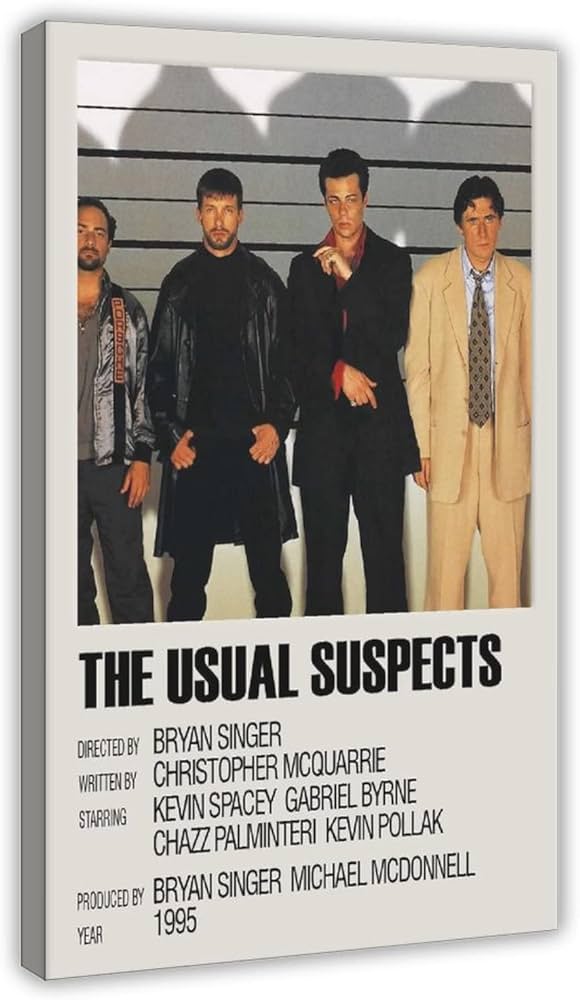 PORSCHE
THE USUAL SUSPECTS
DIRECTED BY BRYAN SINGER
WRITTEN BY CHRISTOPHER MCQUARRIE
STARRING KEVIN SPACEY GABRIEL BYRNE
CHAZZ PALMINTERI KEVIN POLLAK
PRODUCED BY BRYAN SINGER MICHAEL MCDONNELL
YEAR 1995